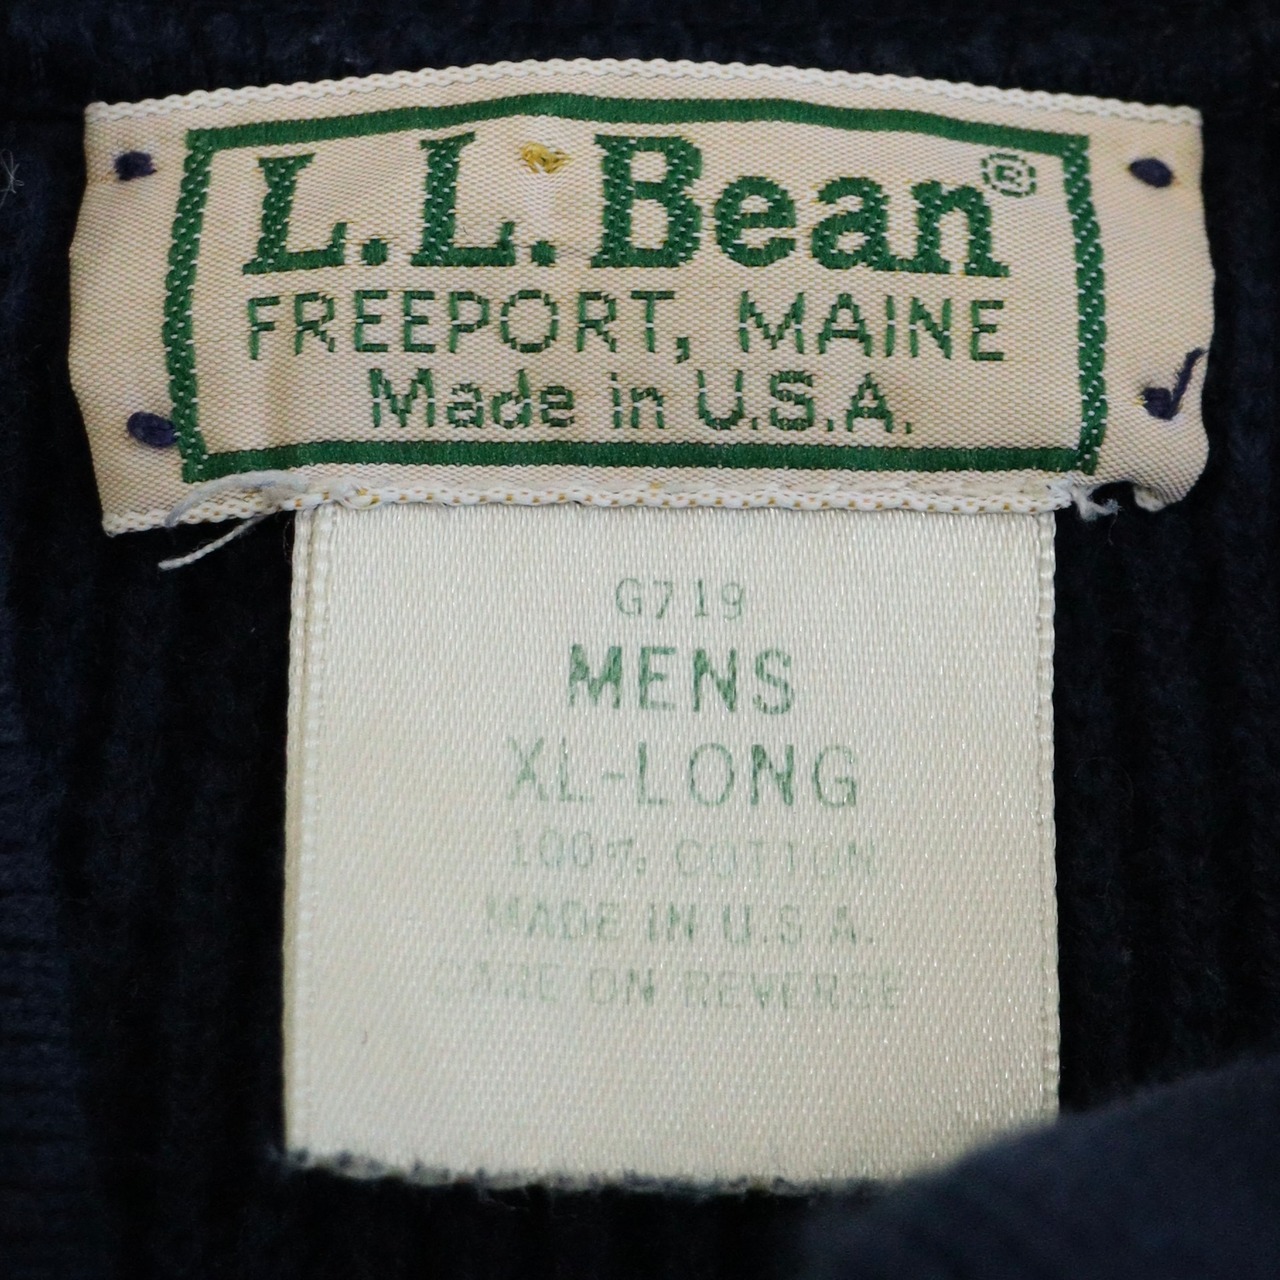 L.L.Bean®
FREEPORT, MAINE
Made in U.S.A.
G719
MENS
XL-LONG
100% COTTON
MADE IN U.S.A.
CARE ON REVERSE